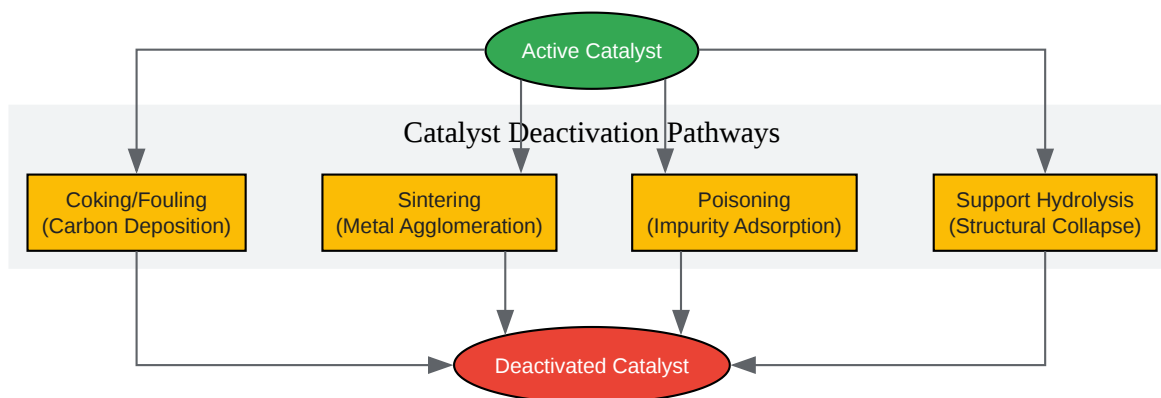 Active Catalyst
Catalyst Deactivation Pathways
Coking/Fouling
(Carbon Deposition)
Sintering
(Metal Agglomeration)
Poisoning
(Impurity Adsorption)
Support Hydrolysis
(Structural Collapse)
Deactivated Catalyst